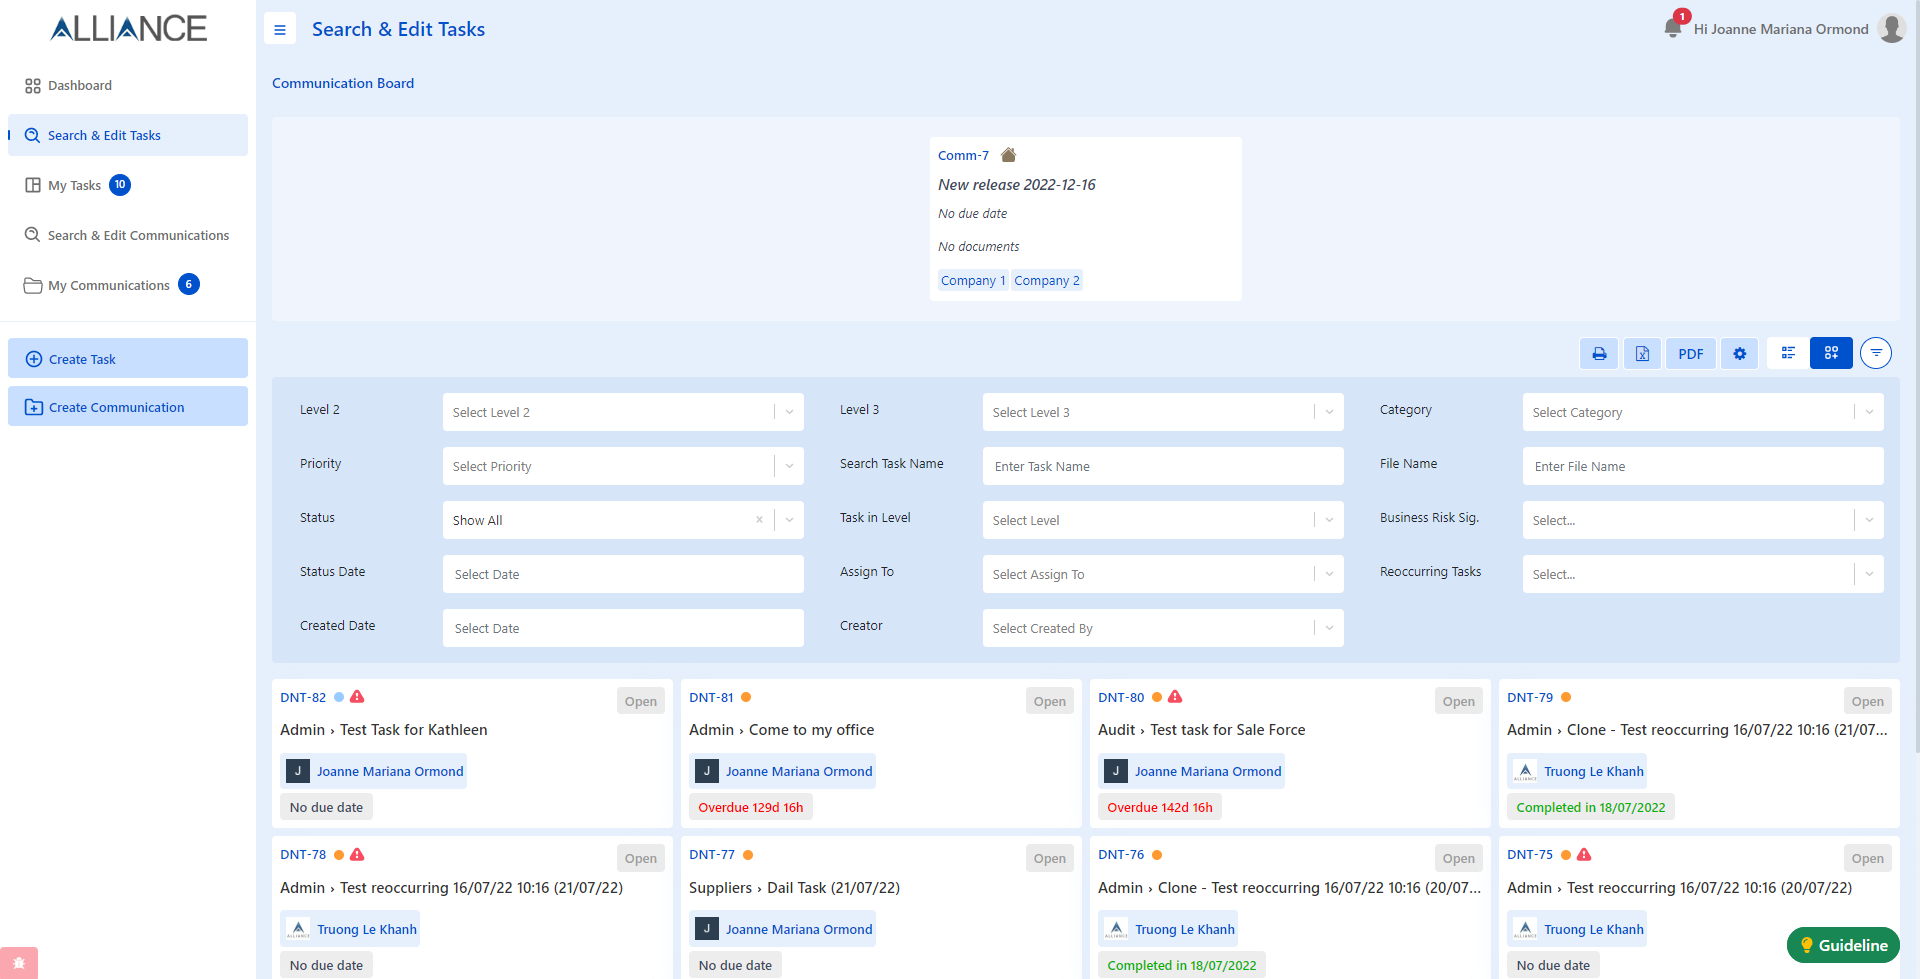 ALLIANCE
Search & Edit Tasks
1
Hi Joanne Mariana Ormond
Dashboard
Search & Edit Tasks
My Tasks 10
Search & Edit Communications
My Communications 6
Create Task
Create Communication
Communication Board
Comm-7
New release 2022-12-16
No due date
No documents
Company 1 Company 2
PDF
Level 2 Select Level 2 Level 3 Select Level 3 Category Select Category
Priority Select Priority Search Task Name Enter Task Name File Name Enter File Name
Status Show All x Task in Level Select Level Business Risk Sig. Select...
Status Date Select Date Assign To Select Assign To Reoccurring Tasks Select...
Created Date Select Date Creator Select Created By
DNT-82 Open
Admin › Test Task for Kathleen
J Joanne Mariana Ormond
No due date
DNT-81 Open
Admin › Come to my office
J Joanne Mariana Ormond
Overdue 129d 16h
DNT-80 Open
Audit › Test task for Sale Force
J Joanne Mariana Ormond
Overdue 142d 16h
DNT-79 Open
Admin › Clone - Test reoccurring 16/07/22 10:16 (21/07...
ALLIANCE Truong Le Khanh
Completed in 18/07/2022
DNT-78 Open
Admin › Test reoccurring 16/07/22 10:16 (21/07/22)
ALLIANCE Truong Le Khanh
No due date
DNT-77 Open
Suppliers › Dail Task (21/07/22)
J Joanne Mariana Ormond
No due date
DNT-76 Open
Admin › Clone - Test reoccurring 16/07/22 10:16 (20/07...
ALLIANCE Truong Le Khanh
Completed in 18/07/2022
DNT-75 Open
Admin › Test reoccurring 16/07/22 10:16 (20/07/22)
ALLIANCE Truong Le Khanh
No due date
Guideline